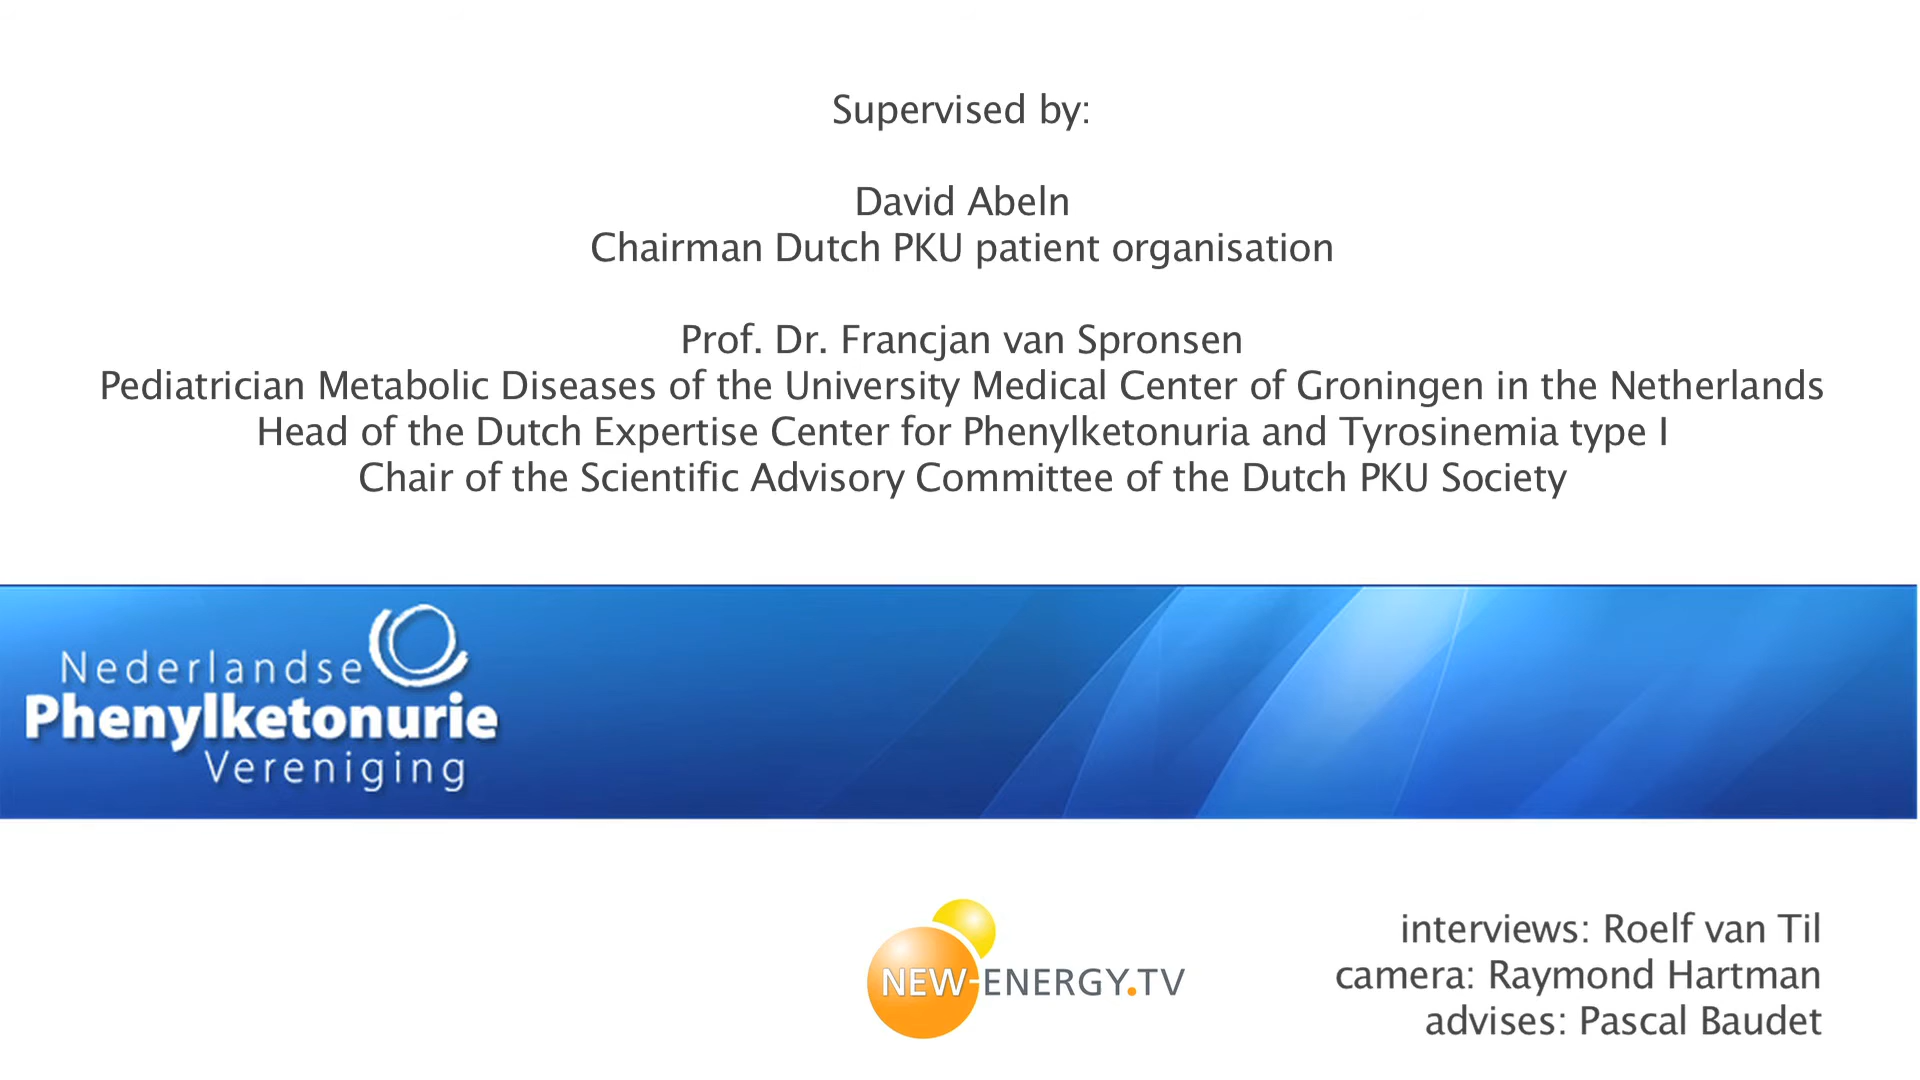 Supervised by:
David Abeln
Chairman Dutch PKU patient organisation
Prof. Dr. Francjan van Spronsen
Pediatrician Metabolic Diseases of the University Medical Center of Groningen in the Netherlands
Head of the Dutch Expertise Center for Phenylketonuria and Tyrosinemia type I
Chair of the Scientific Advisory Committee of the Dutch PKU Society
Nederlandse
Phenylketonurie
Vereniging
NEW-ENERGY.TV
interviews: Roelf van Til
camera: Raymond Hartman
advises: Pascal Baudet